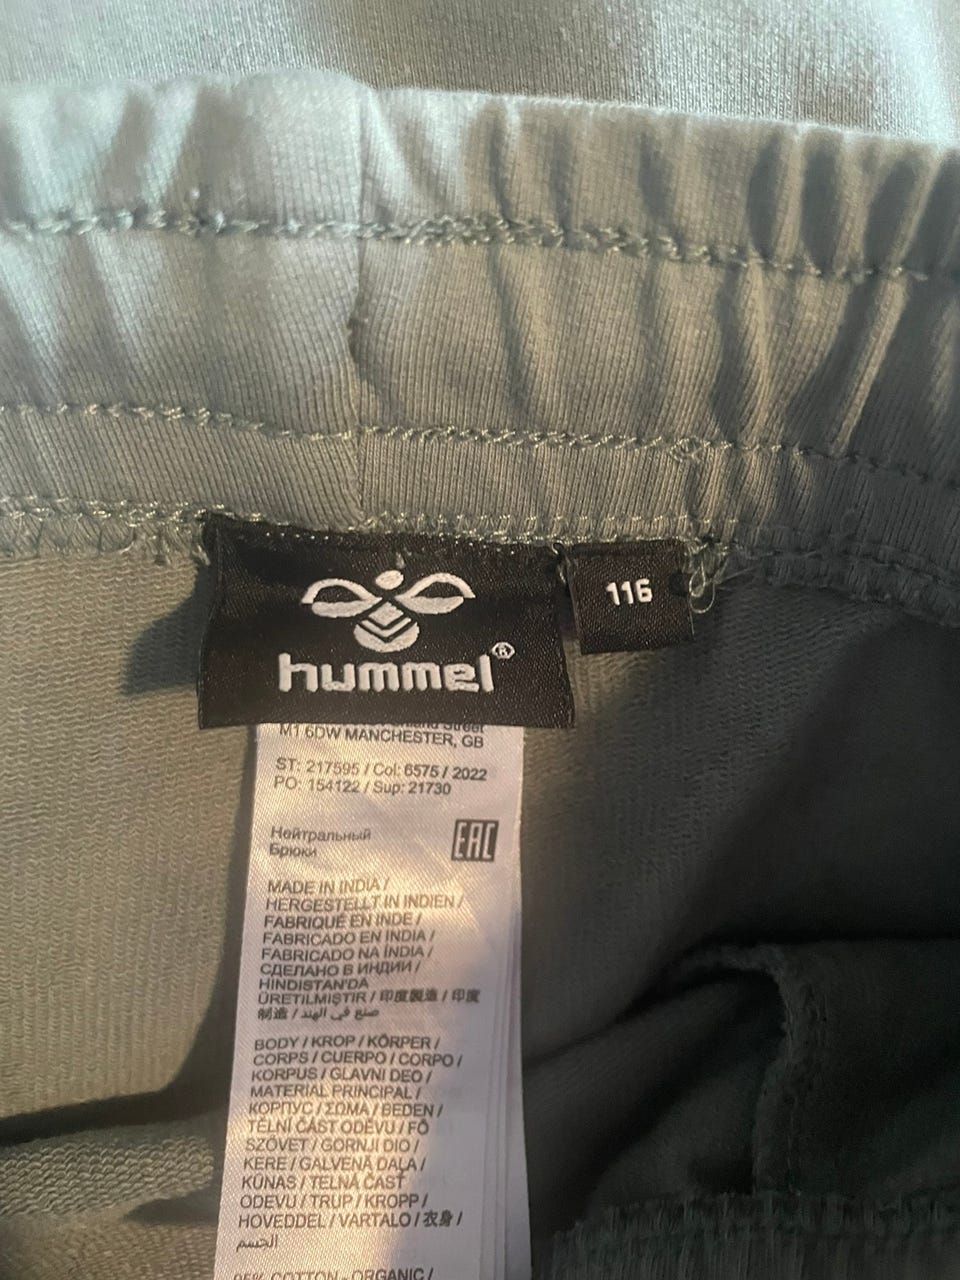 hummel®
116
M1 6DW MANCHESTER, GB
ST: 217595 / Col: 6575 / 2022
PO: 154122 / Sup: 21730
Нейтральный
Брюки
EAC
MADE IN INDIA /
HERGESTELLT IN INDIEN /
FABRIQUÉ EN INDE /
FABRICADO EN INDIA /
FABRICADO NA ÍNDIA /
СДЕЛАНО В ИНДИИ /
HİNDİSTAN'DA
ÜRETİLMİŞTİR / 印度製造 / 印度
制造 / صنع في الهند
BODY / KROP / KÖRPER /
CORPS / CUERPO / CORPO /
KORPUS / GLAVNI DEO /
MATERIAL PRINCIPAL /
КОРПУС / ΣΩΜΑ / BEDEN /
TĚLNÍ ČÁST ODĚVU / FŐ
SZÖVET / GORNJI DIO /
KERE / GALVENĀ DAĻA /
KŪNAS / TELNÁ ČASŤ
ODEVU / TRUP / KROPP /
HOVEDDEL / VARTALO / 衣身 /
الجسم
95% COTTON - ORGANIC /